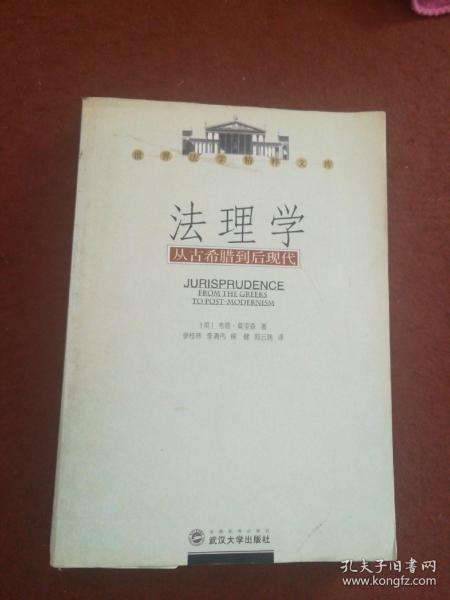 世界法学精粹文库
法理学
从古希腊到后现代
JURISPRUDENCE
FROM THE GREEKS
TO POST-MODERNISM
[英] 韦恩·莫里森 著
李桂林 李清伟 侯 健 郑云瑞 译
武汉大学出版社
孔夫子旧书网
www.kongfz.com